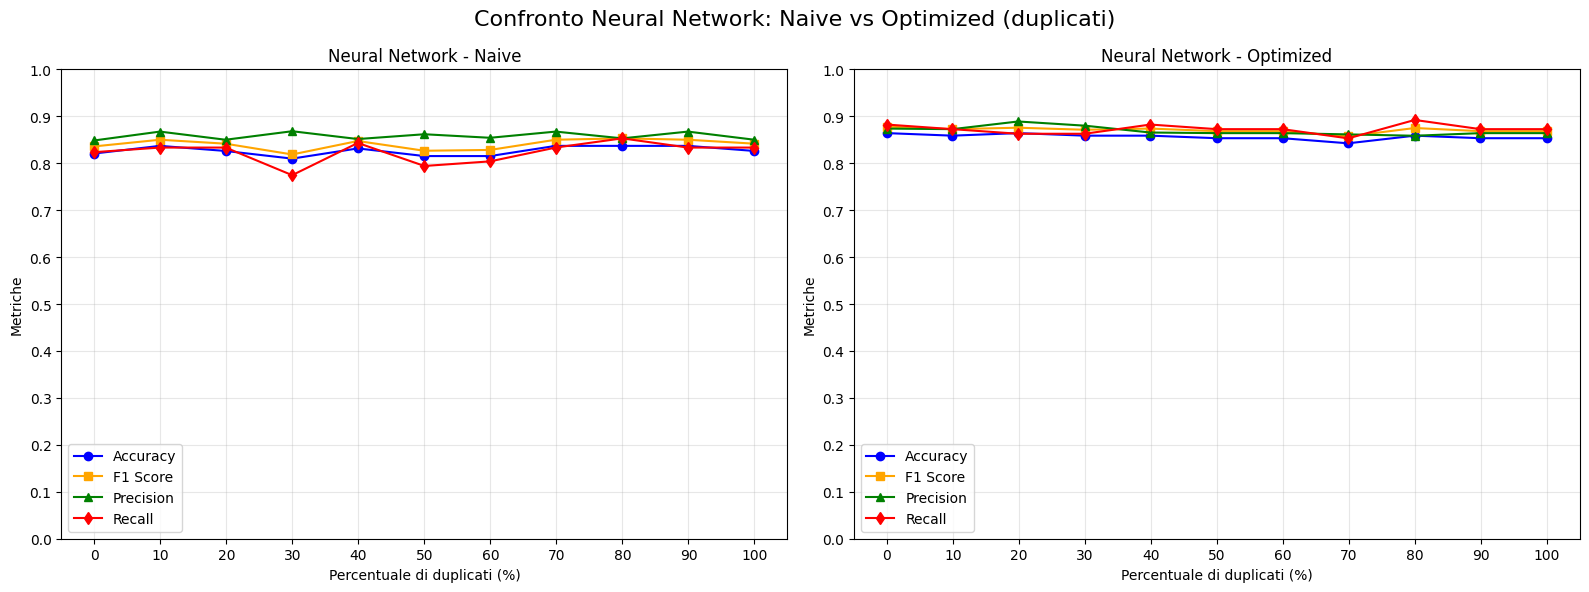 Confronto Neural Network: Naive vs Optimized (duplicati)
Neural Network - Naive
1.0
0.9
0.8
0.7
0.6
0.5
0.4
0.3
0.2
0.1
0.0
Metriche
Accuracy
F1 Score
Precision
Recall
0 10 20 30 40 50 60 70 80 90 100
Percentuale di duplicati (%)
Neural Network - Optimized
1.0
0.9
0.8
0.7
0.6
0.5
0.4
0.3
0.2
0.1
0.0
Metriche
Accuracy
F1 Score
Precision
Recall
0 10 20 30 40 50 60 70 80 90 100
Percentuale di duplicati (%)